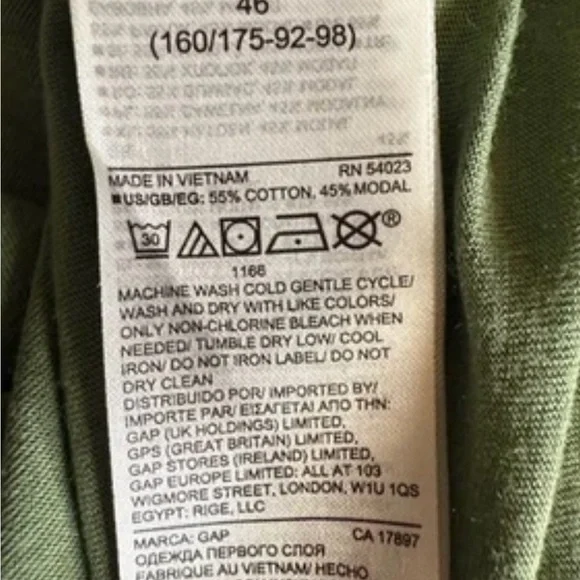 46
(160/175-92-98)
MADE IN VIETNAM RN 54023
■US/GB/EG: 55% COTTON, 45% MODAL
30 ®
1166
MACHINE WASH COLD GENTLE CYCLE/
WASH AND DRY WITH LIKE COLORS/
ONLY NON-CHLORINE BLEACH WHEN
NEEDED/ TUMBLE DRY LOW/ COOL
IRON/ DO NOT IRON LABEL/ DO NOT
DRY CLEAN
DISTRIBUIDO POR/ IMPORTED BY/
IMPORTE PAR/ ΕΙΣΑΓΕΤΑΙ ΑΠΟ ΤΗΝ:
GAP (UK HOLDINGS) LIMITED,
GPS (GREAT BRITAIN) LIMITED,
GAP STORES (IRELAND) LIMITED,
GAP EUROPE LIMITED: ALL AT 103
WIGMORE STREET, LONDON, W1U 1QS
EGYPT: RIGE, LLC
MARCA: GAP CA 17897
ОДЕЖДА ПЕРВОГО СЛОЯ
FABRIQUE AU VIETNAM/ HECHO